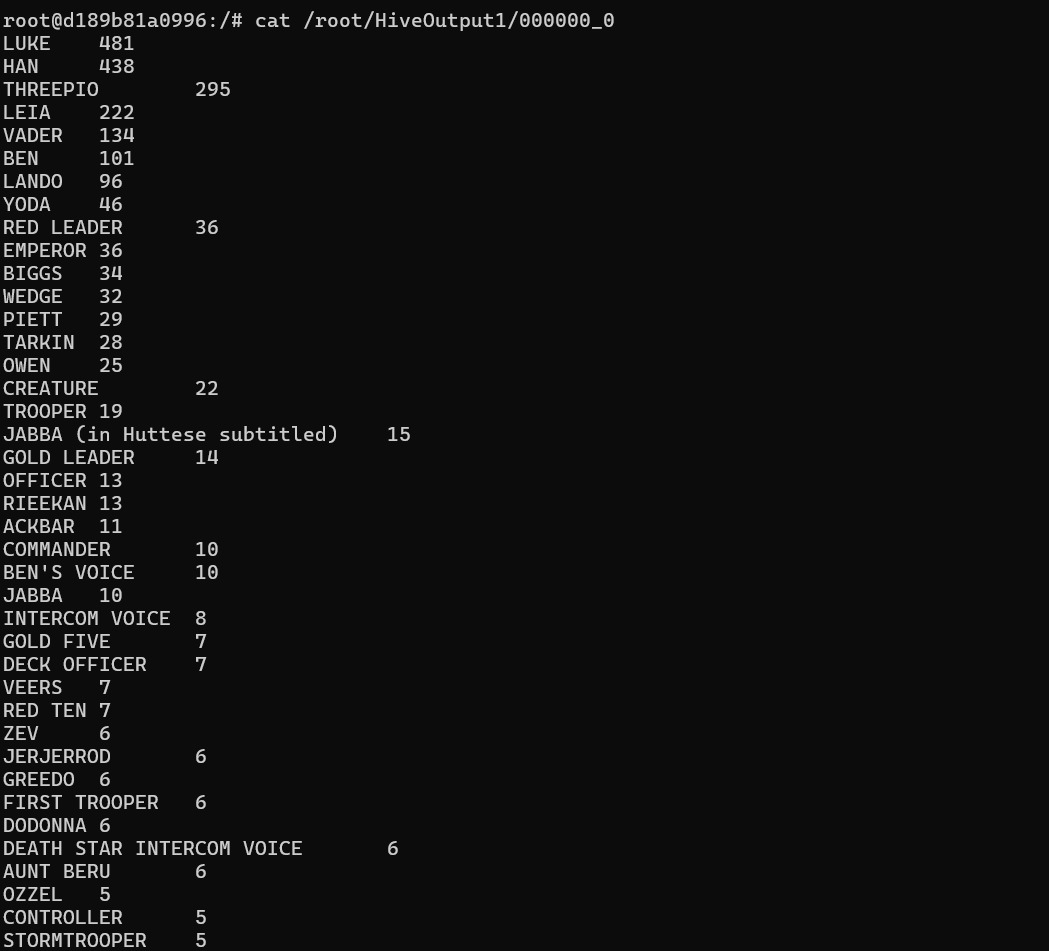 root@d189b81a0996:/# cat /root/HiveOutput1/000000_0
LUKE	481
HAN	438
THREEPIO	295
LEIA	222
VADER	134
BEN	101
LANDO	96
YODA	46
RED LEADER	36
EMPEROR	36
BIGGS	34
WEDGE	32
PIETT	29
TARKIN	28
OWEN	25
CREATURE	22
TROOPER	19
JABBA (in Huttese subtitled)	15
GOLD LEADER	14
OFFICER	13
RIEEKAN	13
ACKBAR	11
COMMANDER	10
BEN'S VOICE	10
JABBA	10
INTERCOM VOICE	8
GOLD FIVE	7
DECK OFFICER	7
VEERS	7
RED TEN	7
ZEV	6
JERJERROD	6
GREEDO	6
FIRST TROOPER	6
DODONNA	6
DEATH STAR INTERCOM VOICE	6
AUNT BERU	6
OZZEL	5
CONTROLLER	5
STORMTROOPER	5